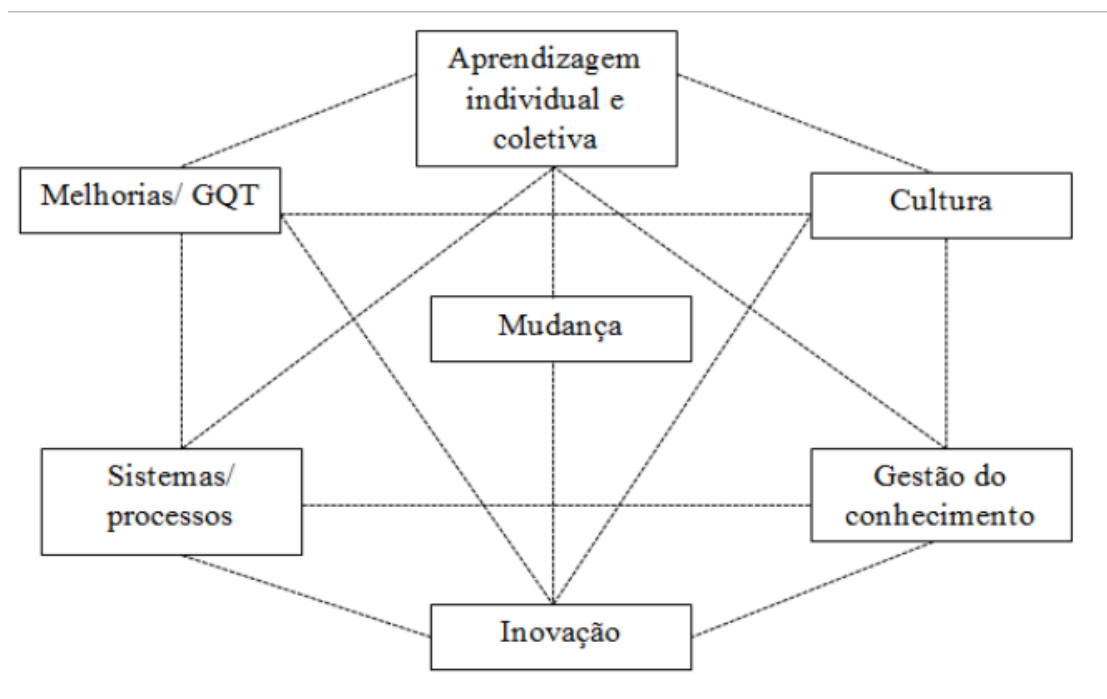 Aprendizagem
individual e
coletiva
Melhorias/ GQT
Cultura
Mudança
Sistemas/
processos
Gestão do
conhecimento
Inovação